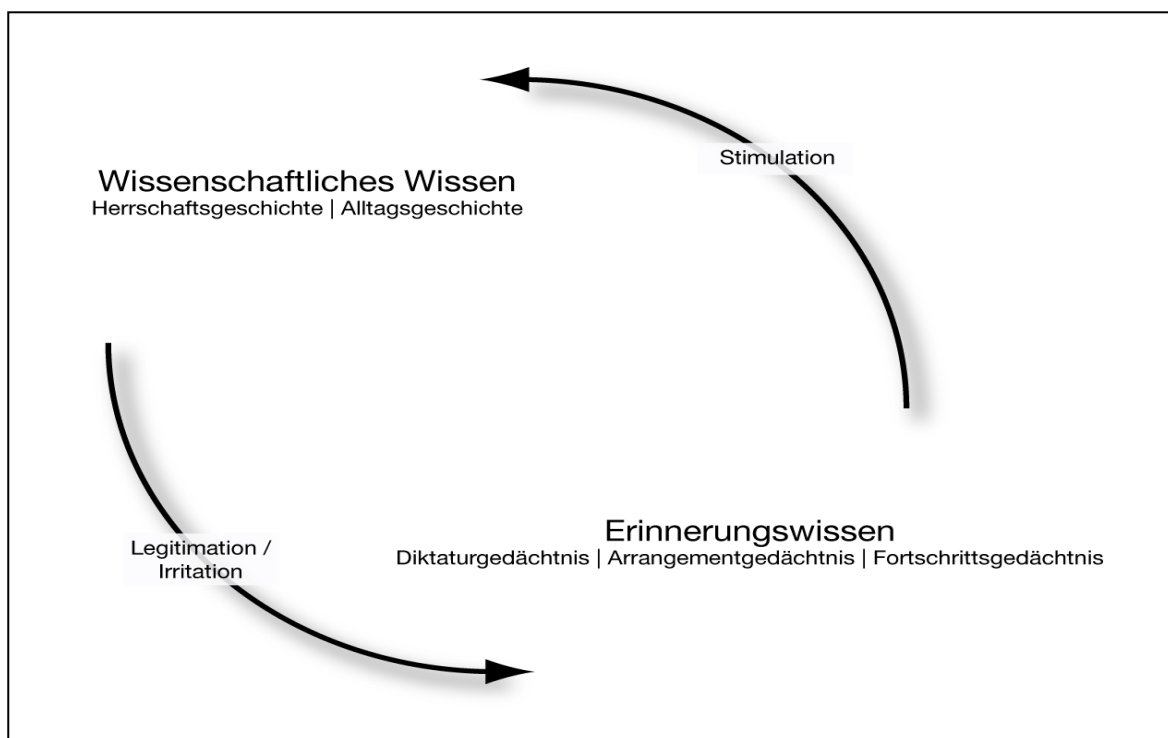 Stimulation
Wissenschaftliches Wissen
Herrschaftsgeschichte | Alltagsgeschichte
Legitimation /
Irritation
Erinnerungswissen
Diktaturgedächtnis | Arrangementgedächtnis | Fortschrittsgedächtnis